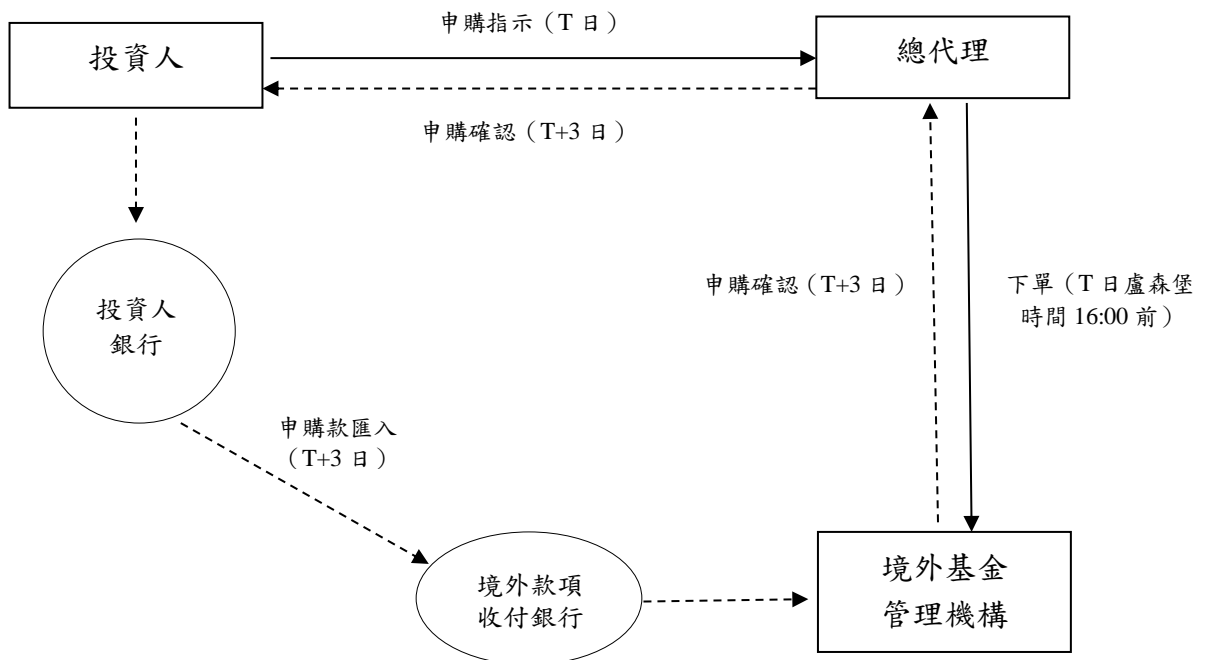 申購指示（T 日）
投資人
總代理
申購確認（T+3 日）
申購確認（T+3 日）
下單（T 日盧森堡
時間 16:00 前）
投資人
銀行
申購款匯入
（T+3 日）
境外款項
收付銀行
境外基金
管理機構